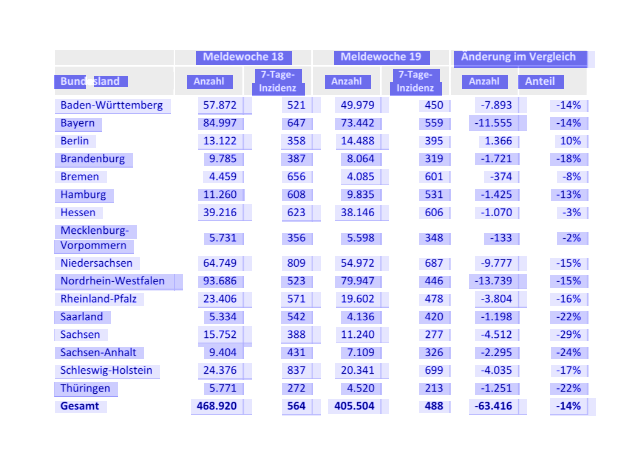 Meldewoche 18 Meldewoche 19 Änderung im Vergleich
Bundesland Anzahl 7-Tage-Inzidenz Anzahl 7-Tage-Inzidenz Anzahl Anteil
Baden-Württemberg 57.872 521 49.979 450 -7.893 -14%
Bayern 84.997 647 73.442 559 -11.555 -14%
Berlin 13.122 358 14.488 395 1.366 10%
Brandenburg 9.785 387 8.064 319 -1.721 -18%
Bremen 4.459 656 4.085 601 -374 -8%
Hamburg 11.260 608 9.835 531 -1.425 -13%
Hessen 39.216 623 38.146 606 -1.070 -3%
Mecklenburg-
Vorpommern 5.731 356 5.598 348 -133 -2%
Niedersachsen 64.749 809 54.972 687 -9.777 -15%
Nordrhein-Westfalen 93.686 523 79.947 446 -13.739 -15%
Rheinland-Pfalz 23.406 571 19.602 478 -3.804 -16%
Saarland 5.334 542 4.136 420 -1.198 -22%
Sachsen 15.752 388 11.240 277 -4.512 -29%
Sachsen-Anhalt 9.404 431 7.109 326 -2.295 -24%
Schleswig-Holstein 24.376 837 20.341 699 -4.035 -17%
Thüringen 5.771 272 4.520 213 -1.251 -22%
Gesamt 468.920 564 405.504 488 -63.416 -14%